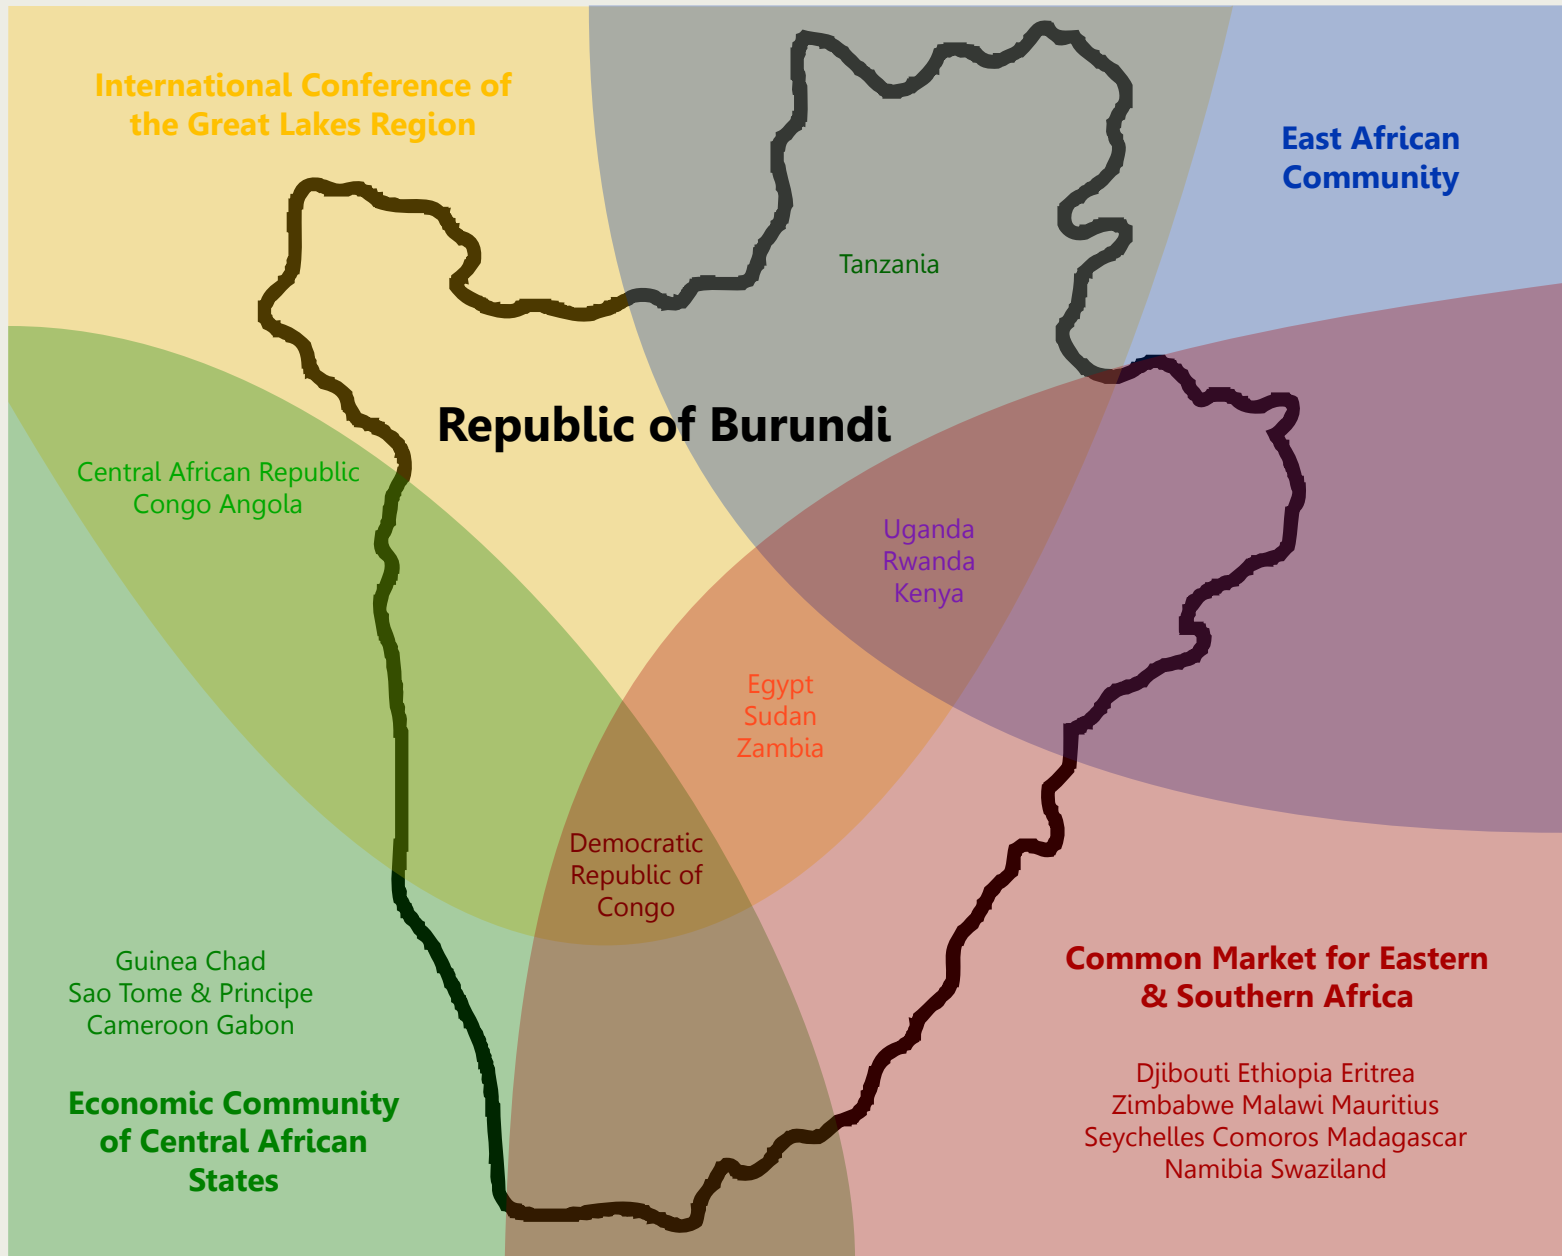 International Conference of
the Great Lakes Region
East African
Community
Tanzania
Republic of Burundi
Central African Republic
Congo Angola
Uganda
Rwanda
Kenya
Egypt
Sudan
Zambia
Democratic
Republic of
Congo
Guinea Chad
Sao Tome & Principe
Cameroon Gabon
Economic Community
of Central African
States
Common Market for Eastern
& Southern Africa
Djibouti Ethiopia Eritrea
Zimbabwe Malawi Mauritius
Seychelles Comoros Madagascar
Namibia Swaziland